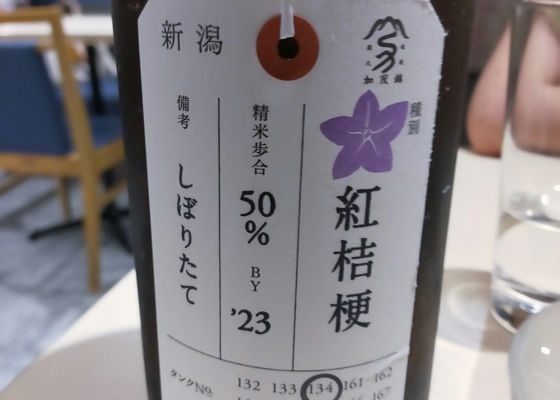 新潟
加茂錦
種別
紅桔梗
精米歩合
50
%
BY
'23
備考
しぼりたて
タンクNo. 132 133 134 161 162
167